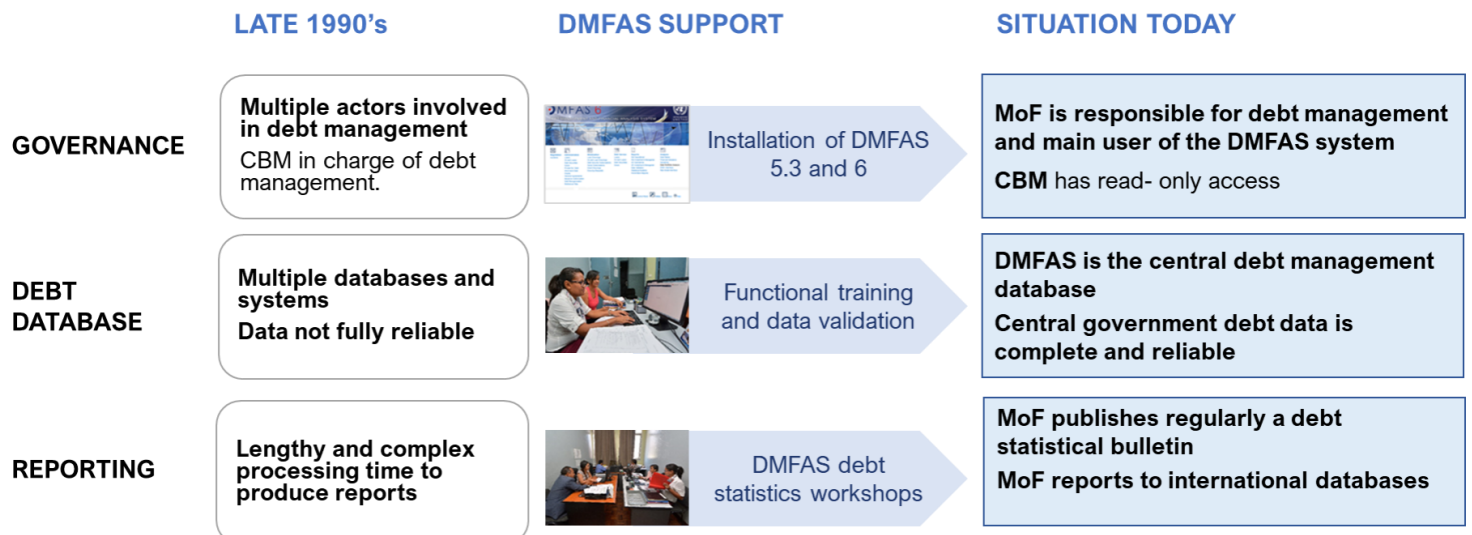 LATE 1990’s
DMFAS SUPPORT
SITUATION TODAY
GOVERNANCE
Multiple actors involved
in debt management
CBM in charge of debt
management.
Installation of DMFAS
5.3 and 6
MoF is responsible for debt management
and main user of the DMFAS system
CBM has read- only access
DEBT
DATABASE
Multiple databases and
systems
Data not fully reliable
Functional training
and data validation
DMFAS is the central debt management
database
Central government debt data is
complete and reliable
REPORTING
Lengthy and complex
processing time to
produce reports
DMFAS debt
statistics workshops
MoF publishes regularly a debt
statistical bulletin
MoF reports to international databases